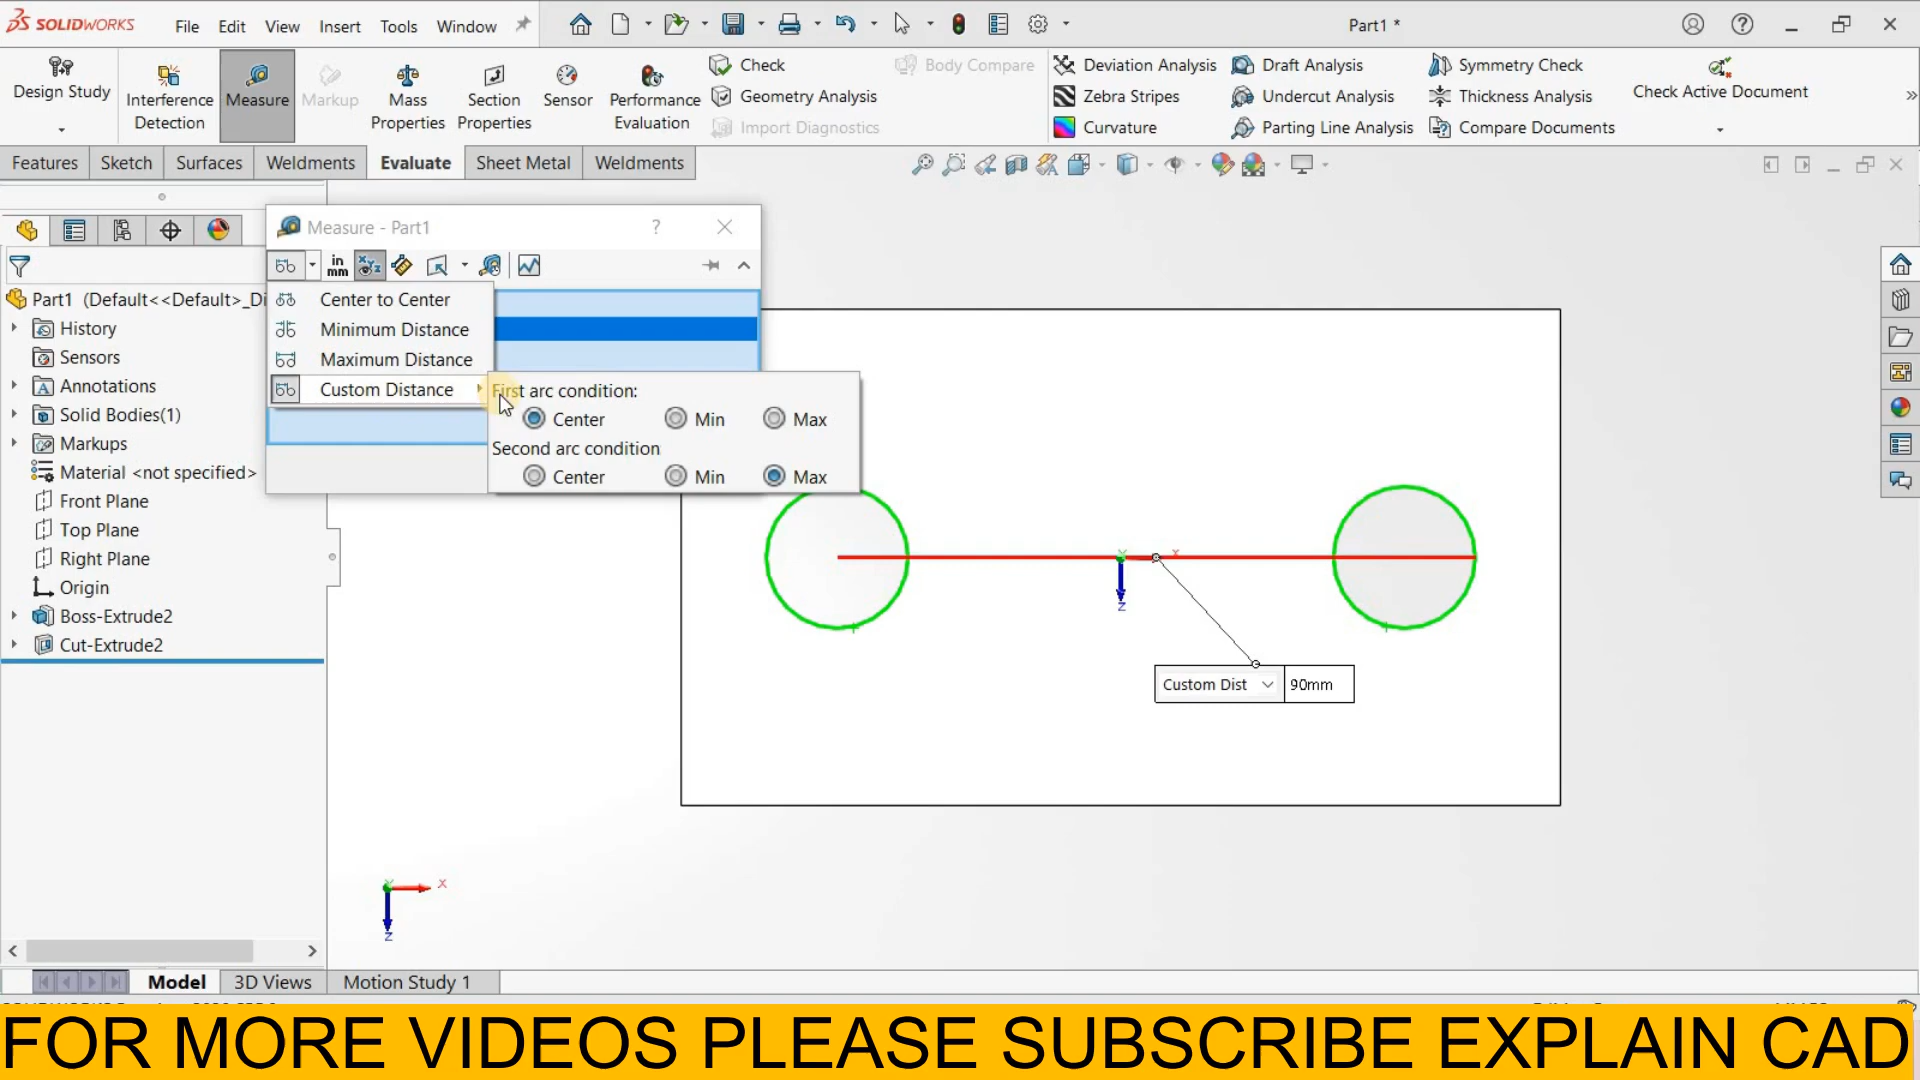 SOLIDWORKS File Edit View Insert Tools Window Part1 *
Design Study
Interference Detection
Measure
Markup
Mass Properties
Section Properties
Sensor
Performance Evaluation
Check
Geometry Analysis
Import Diagnostics
Body Compare
Deviation Analysis
Zebra Stripes
Curvature
Draft Analysis
Undercut Analysis
Parting Line Analysis
Symmetry Check
Thickness Analysis
Compare Documents
Check Active Document
Features Sketch Surfaces Weldments Evaluate Sheet Metal Weldments
Part1 (Default<<Default>_Di
History
Sensors
Annotations
Solid Bodies(1)
Markups
Material <not specified>
Front Plane
Top Plane
Right Plane
Origin
Boss-Extrude2
Cut-Extrude2
Measure - Part1 ?
in
mm
Center to Center
Minimum Distance
Maximum Distance
Custom Distance
First arc condition:
Center Min Max
Second arc condition
Center Min Max
Y X
Z
Custom Dist 90mm
Y X
Z
Model 3D Views Motion Study 1
FOR MORE VIDEOS PLEASE SUBSCRIBE EXPLAIN CAD